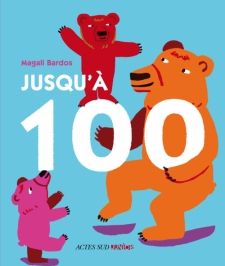 Magali Bardos
JUSQU'À
100
ACTES SUD JUNIOR